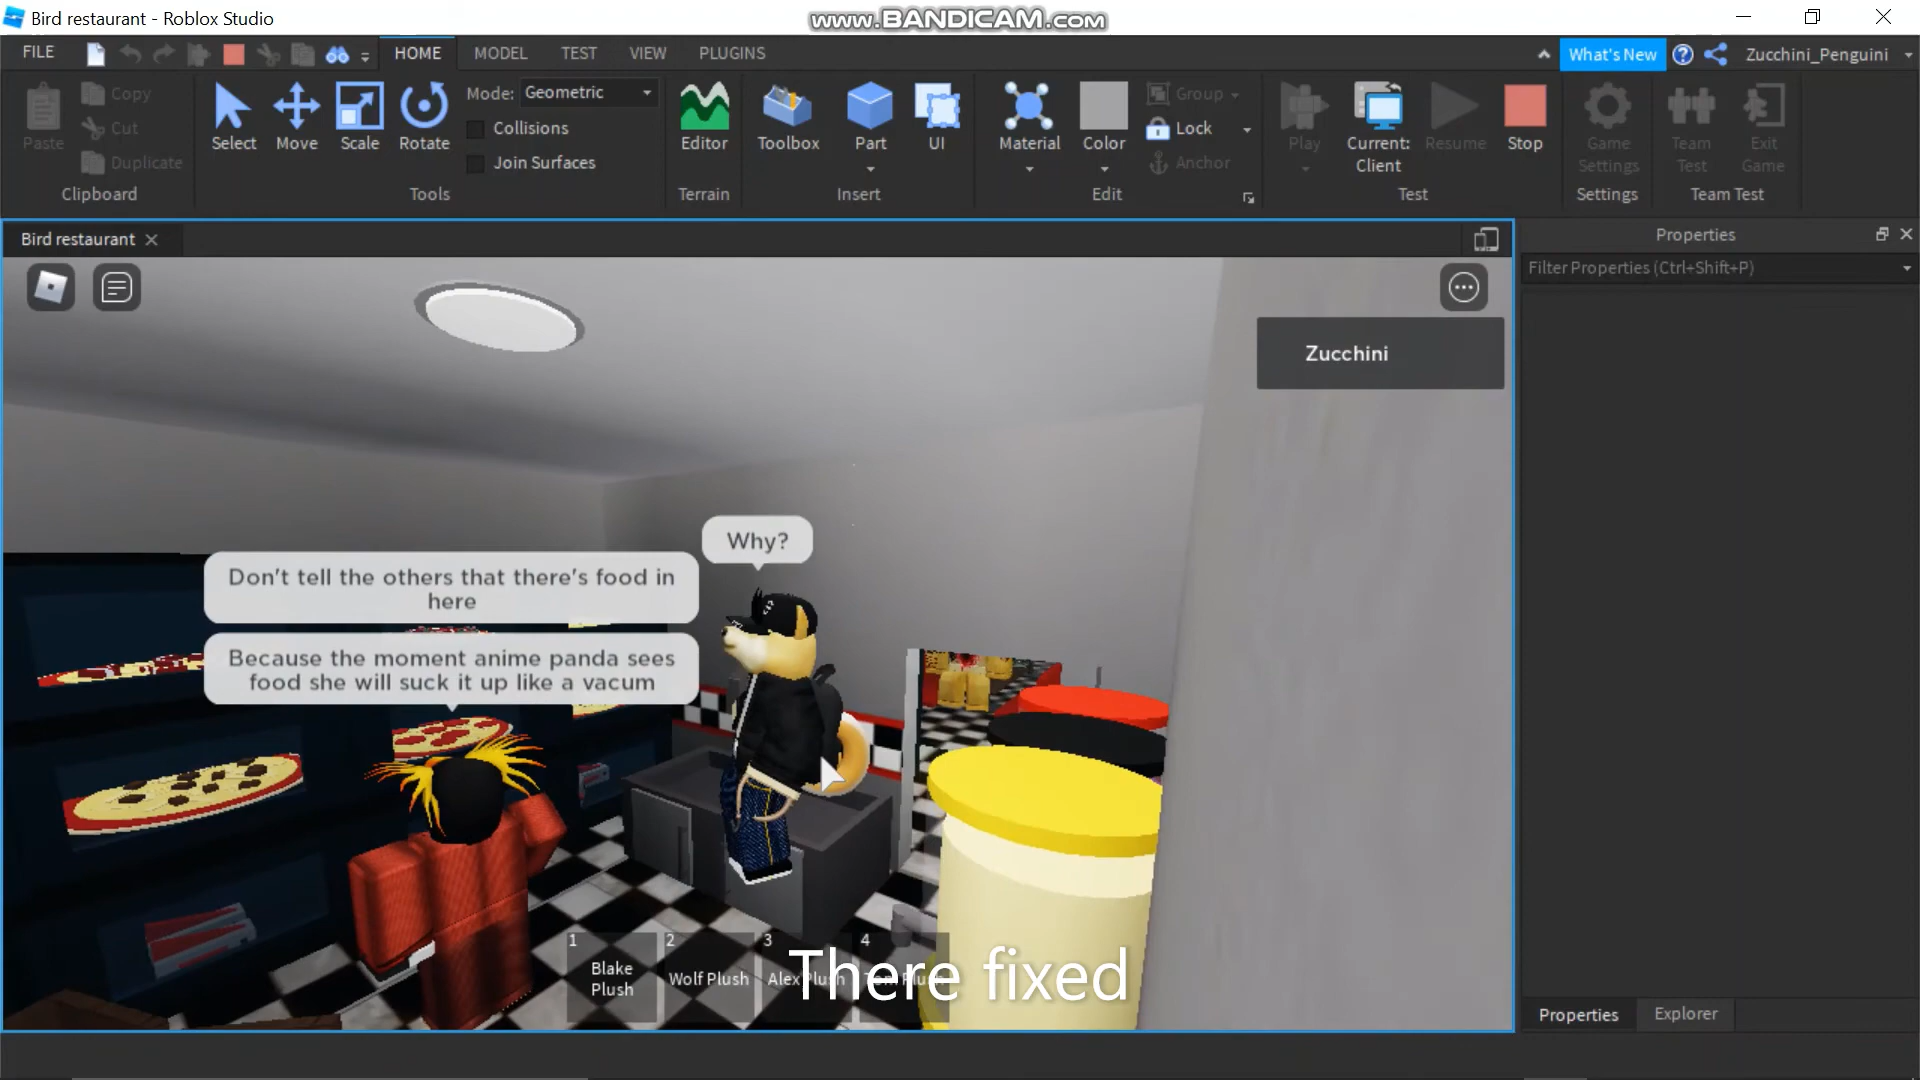 Bird restaurant - Roblox Studio
www.BANDICAM.com
FILE
HOME
MODEL
TEST
VIEW
PLUGINS
What's New
Zucchini_Penguini
Paste
Copy
Cut
Duplicate
Clipboard
Select
Move
Scale
Rotate
Mode: Geometric
Collisions
Join Surfaces
Tools
Editor
Terrain
Toolbox
Part
UI
Insert
Material
Color
Group
Lock
Anchor
Edit
Play
Current:
Client
Resume
Stop
Test
Game
Settings
Settings
Team
Test
Exit
Game
Team Test
Bird restaurant
Properties
Filter Properties (Ctrl+Shift+P)
Zucchini
Why?
Don't tell the others that there's food in
here
Because the moment anime panda sees
food she will suck it up like a vacum
1
Blake
Plush
2
Wolf Plush
3
Alex Plush
4
There fixed
Properties
Explorer